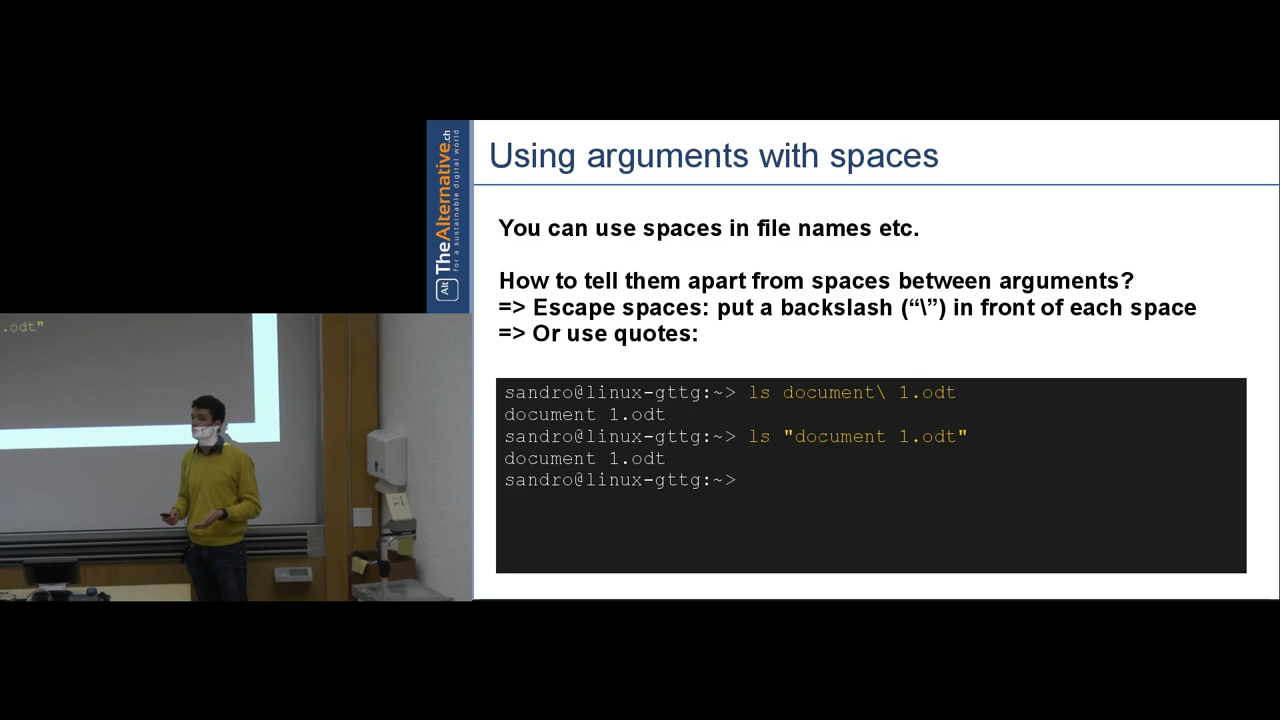 Using arguments with spaces
You can use spaces in file names etc.
How to tell them apart from spaces between arguments?
=> Escape spaces: put a backslash (“\”) in front of each space
=> Or use quotes:
sandro@linux-gttg:~> ls document\ 1.odt
document 1.odt
sandro@linux-gttg:~> ls "document 1.odt"
document 1.odt
sandro@linux-gttg:~>
Alt TheAlternative.ch
for a sustainable digital world
.odt"